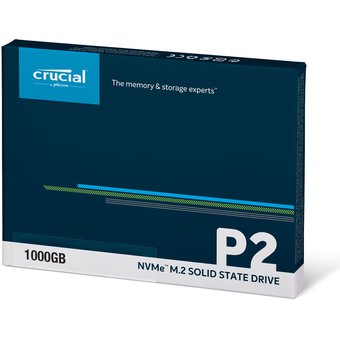 crucial
by Micron
The memory & storage experts™
P2
NVMe™ M.2 SOLID STATE DRIVE
1000GB